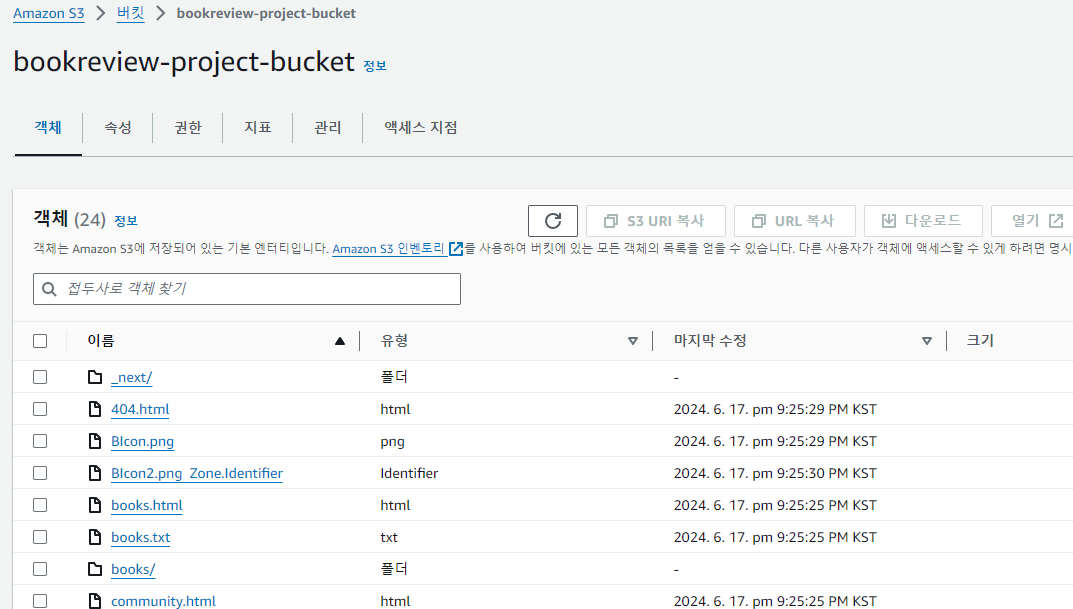 Amazon S3 > 버킷 > bookreview-project-bucket
bookreview-project-bucket 정보
객체 속성 권한 지표 관리 액세스 지점
객체 (24) 정보
S3 URI 복사 URL 복사 다운로드 열기
객체는 Amazon S3에 저장되어 있는 기본 엔터티입니다. Amazon S3 인벤토리 를 사용하여 버킷에 있는 모든 객체의 목록을 얻을 수 있습니다. 다른 사용자가 객체에 액세스할 수 있게 하려면 명시
접두사로 객체 찾기
이름 유형 마지막 수정 크기
_next/ 폴더 -
404.html html 2024. 6. 17. pm 9:25:29 PM KST
BIcon.png png 2024. 6. 17. pm 9:25:29 PM KST
BIcon2.png Zone.Identifier Identifier 2024. 6. 17. pm 9:25:30 PM KST
books.html html 2024. 6. 17. pm 9:25:25 PM KST
books.txt txt 2024. 6. 17. pm 9:25:25 PM KST
books/ 폴더 -
community.html html 2024. 6. 17. pm 9:25:25 PM KST